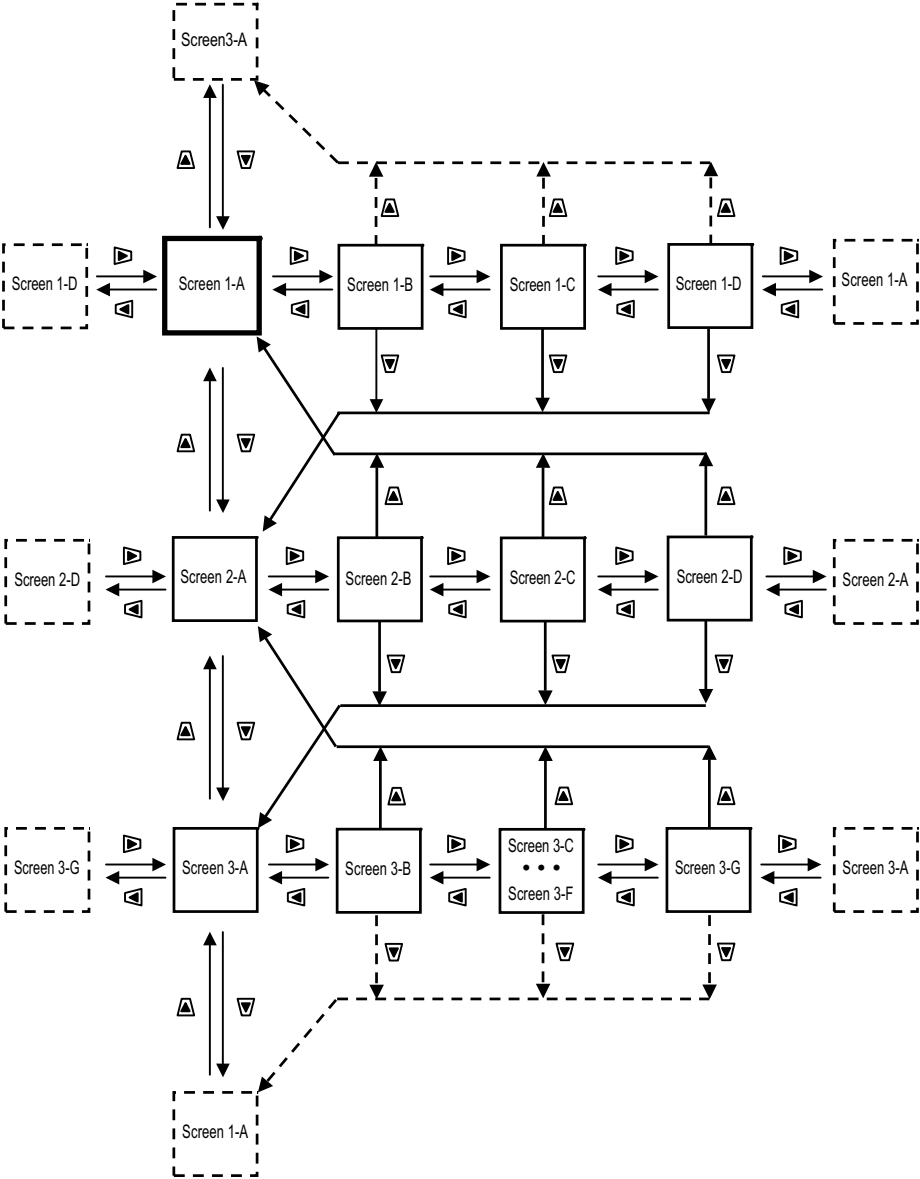 Screen3-A
Screen 1-D
Screen 1-A
Screen 1-B
Screen 1-C
Screen 1-D
Screen 1-A
Screen 2-D
Screen 2-A
Screen 2-B
Screen 2-C
Screen 2-D
Screen 2-A
Screen 3-G
Screen 3-A
Screen 3-B
Screen 3-C
• • •
Screen 3-F
Screen 3-G
Screen 3-A
Screen 1-A